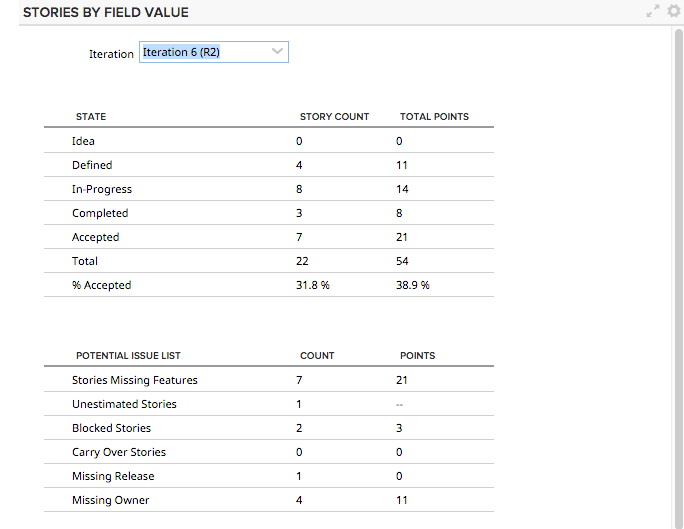 STORIES BY FIELD VALUE
Iteration Iteration 6 (R2)
STATE STORY COUNT TOTAL POINTS
Idea 0 0
Defined 4 11
In-Progress 8 14
Completed 3 8
Accepted 7 21
Total 22 54
% Accepted 31.8 % 38.9 %
POTENTIAL ISSUE LIST COUNT POINTS
Stories Missing Features 7 21
Unestimated Stories 1 --
Blocked Stories 2 3
Carry Over Stories 0 0
Missing Release 1 0
Missing Owner 4 11